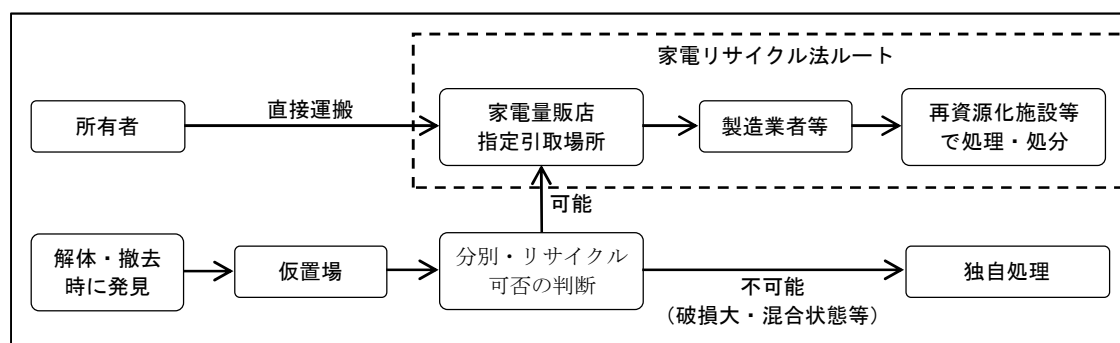 家電リサイクル法ルート
所有者
直接運搬
家電量販店
指定引取場所
製造業者等
再資源化施設等
で処理・処分
可能
解体・撤去
時に発見
仮置場
分別・リサイクル
可否の判断
不可能
（破損大・混合状態等）
独自処理